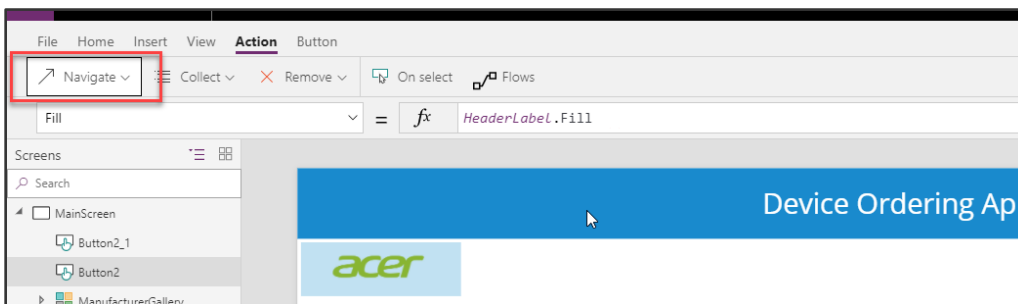 File Home Insert View Action Button
Navigate Collect Remove On select Flows
Fill = fx HeaderLabel.Fill
Screens
Search
MainScreen
Button2_1
Button2
ManufacturerGallery
Device Ordering Ap
acer